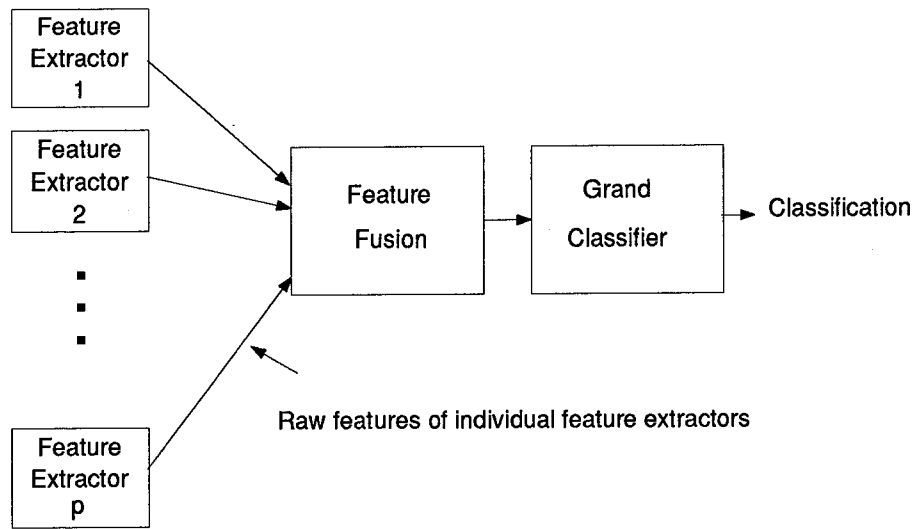 Feature
Extractor
1
Feature
Extractor
2
Feature
Fusion
Grand
Classifier
Classification
Raw features of individual feature extractors
Feature
Extractor
p